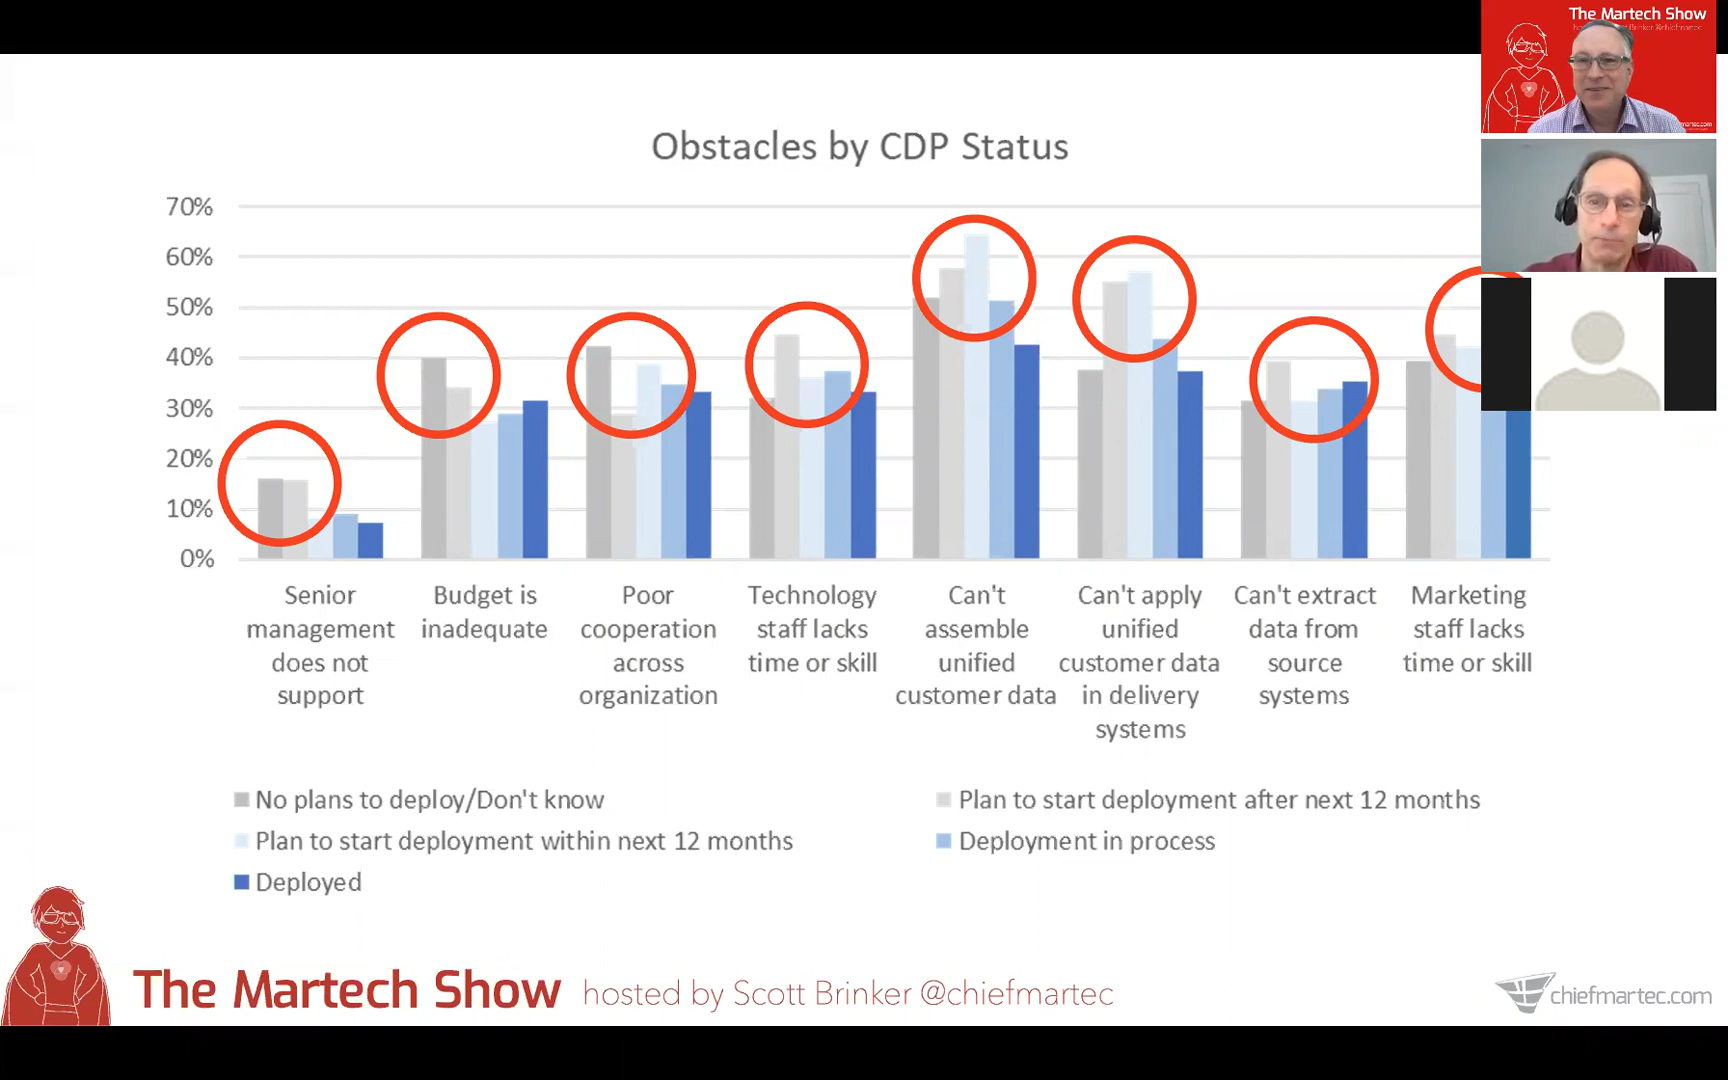 The Martech Show
Obstacles by CDP Status
70%
60%
50%
40%
30%
20%
10%
0%
Senior
management
does not
support
Budget is
inadequate
Poor
cooperation
across
organization
Technology
staff lacks
time or skill
Can't
assemble
unified
customer data
Can't apply
unified
customer data
in delivery
systems
Can't extract
data from
source
systems
Marketing
staff lacks
time or skill
No plans to deploy/Don't know
Plan to start deployment after next 12 months
Plan to start deployment within next 12 months
Deployment in process
Deployed
The Martech Show hosted by Scott Brinker @chiefmartec
chiefmartec.com